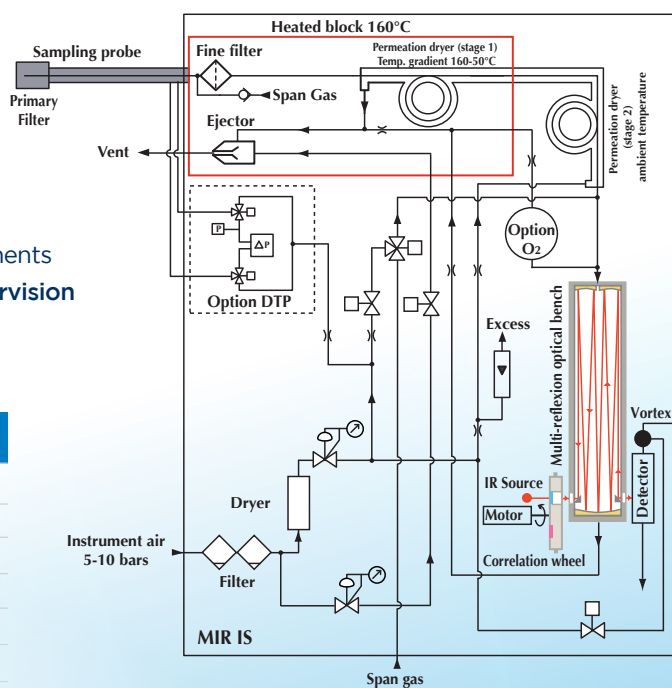 Heated block 160°C
Sampling probe
Fine filter
Permeation dryer (stage 1)
Temp. gradient 160-50°C
Primary
Filter
Span Gas
Ejector
Permeation dryer
(stage 2)
ambient temperature
Vent
P
ΔP
Option
O2
ments
rvision
Option DTP
Excess
Multi-reflexion optical bench
Vortex
IR Source
Dryer
Motor
Detector
Instrument air
5-10 bars
Filter
Correlation wheel
MIR IS
Span gas